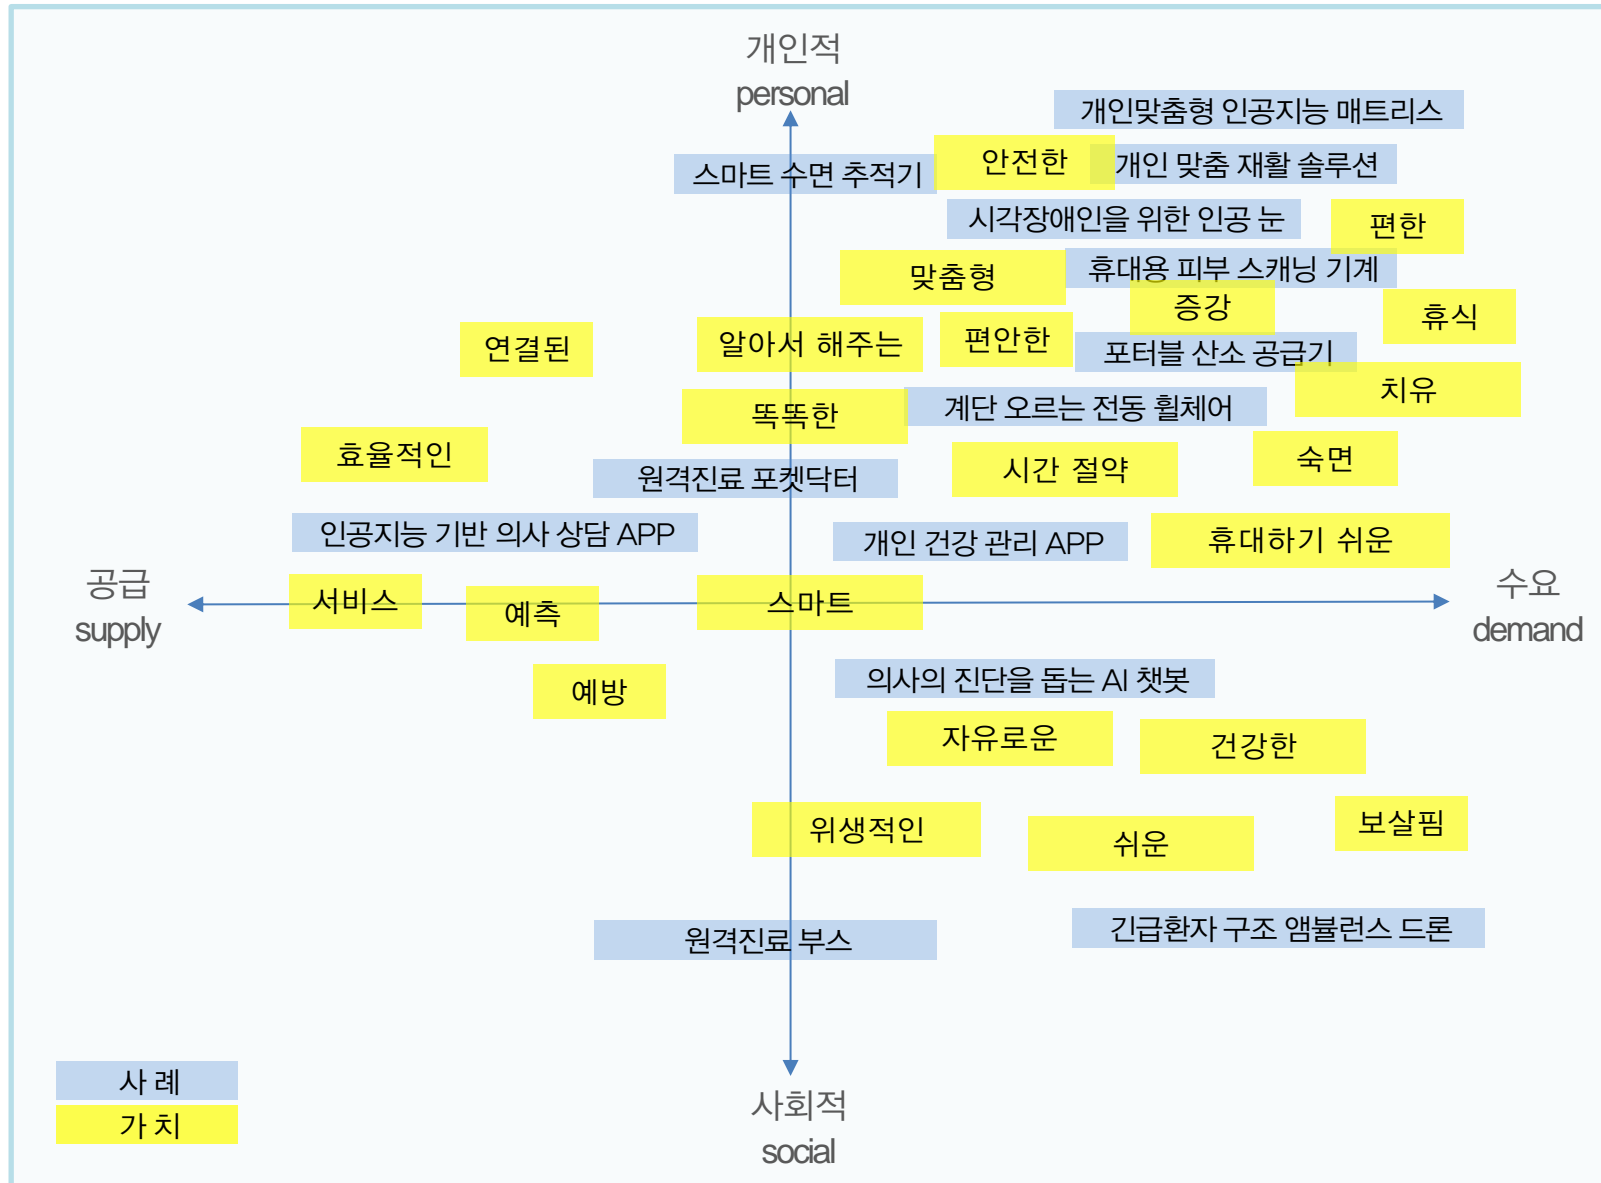 개인적
personal
개인맞춤형 인공지능 매트리스
스마트 수면 추적기
안전한
개인 맞춤 재활 솔루션
시각장애인을 위한 인공 눈
편한
맞춤형
휴대용 피부 스캐닝 기계
증강
휴식
연결된
알아서 해주는
편안한
포터블 산소 공급기
치유
똑똑한
계단 오르는 전동 휠체어
효율적인
원격진료 포켓닥터
시간 절약
숙면
인공지능 기반 의사 상담 APP
개인 건강 관리 APP
휴대하기 쉬운
공급
supply
서비스
예측
스마트
수요
demand
예방
의사의 진단을 돕는 AI 챗봇
자유로운
건강한
위생적인
쉬운
보살핌
원격진료 부스
긴급환자 구조 앰뷸런스 드론
사 례
가 치
사회적
social